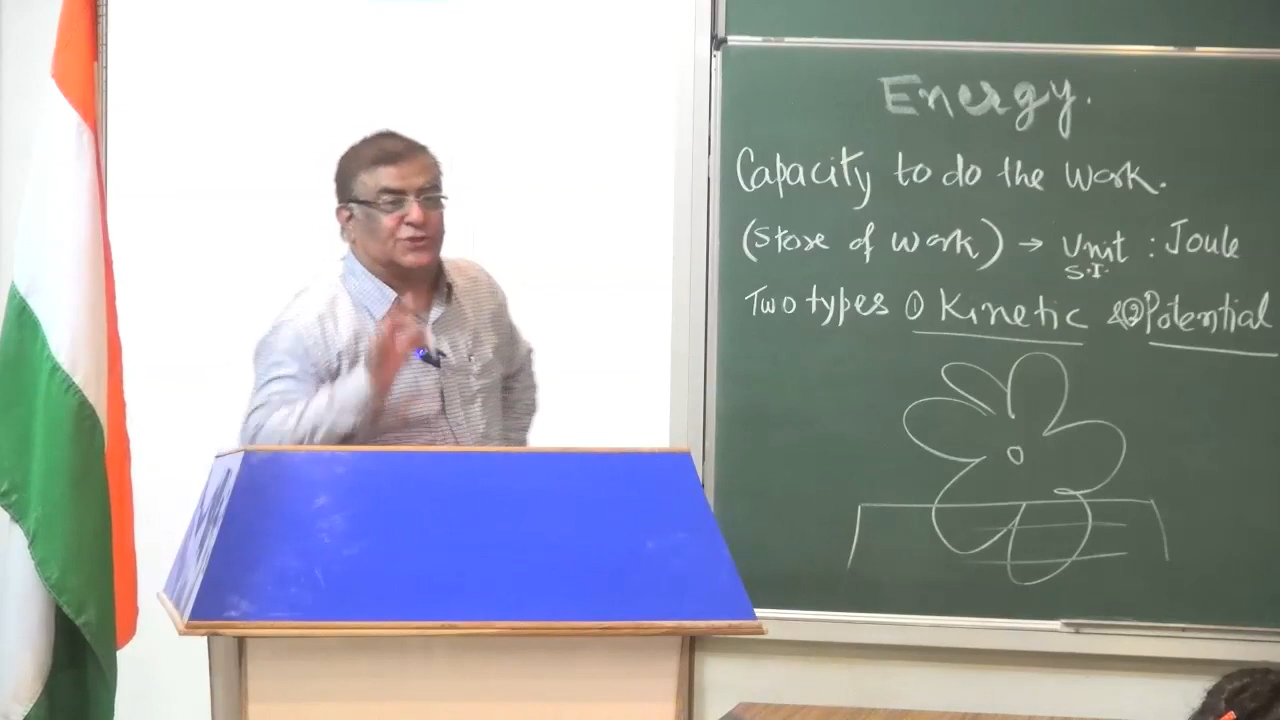 Energy.
Capacity to do the work.
(Store of work) → Unit : Joule
S.I.
Two types ① Kinetic & ② Potential